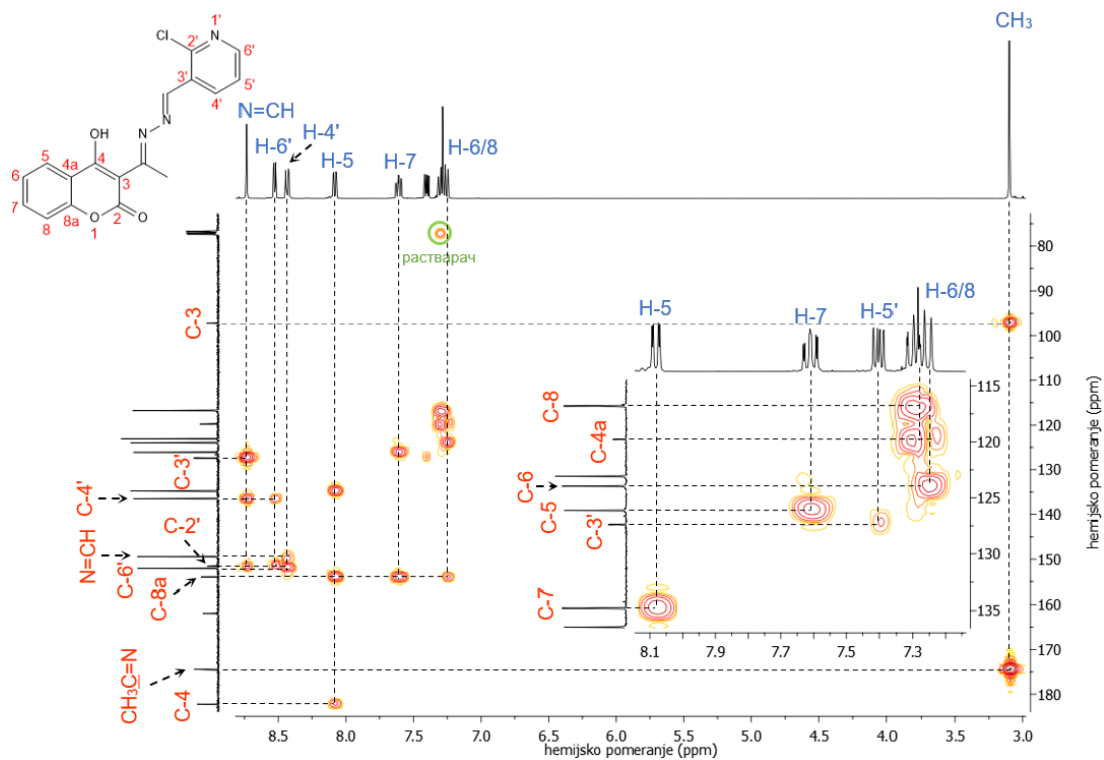 1'
N
Cl
2'
6'
3'
5'
4'
N
N
OH
5
4
4a
6
3
7
2
8a
O
O
8
1
N=CH
H-6'
H-4'
H-5
H-7
H-6/8
CH₃
растварач
C-3
C-3'
C-4'
C-2'
N=CH
C-6'
C-8a
CH₃C=N
C-4
H-5
H-7
H-5'
H-6/8
C-8
C-4a
C-6
C-5
C-3'
C-7
115
120
125
130
135
8.1
7.9
7.7
7.5
7.3
80
90
100
110
120
130
140
150
160
170
180
hemijsko pomeranje (ppm)
8.5
8.0
7.5
7.0
6.5
6.0
5.5
5.0
4.5
4.0
3.5
3.0
hemijsko pomeranje (ppm)